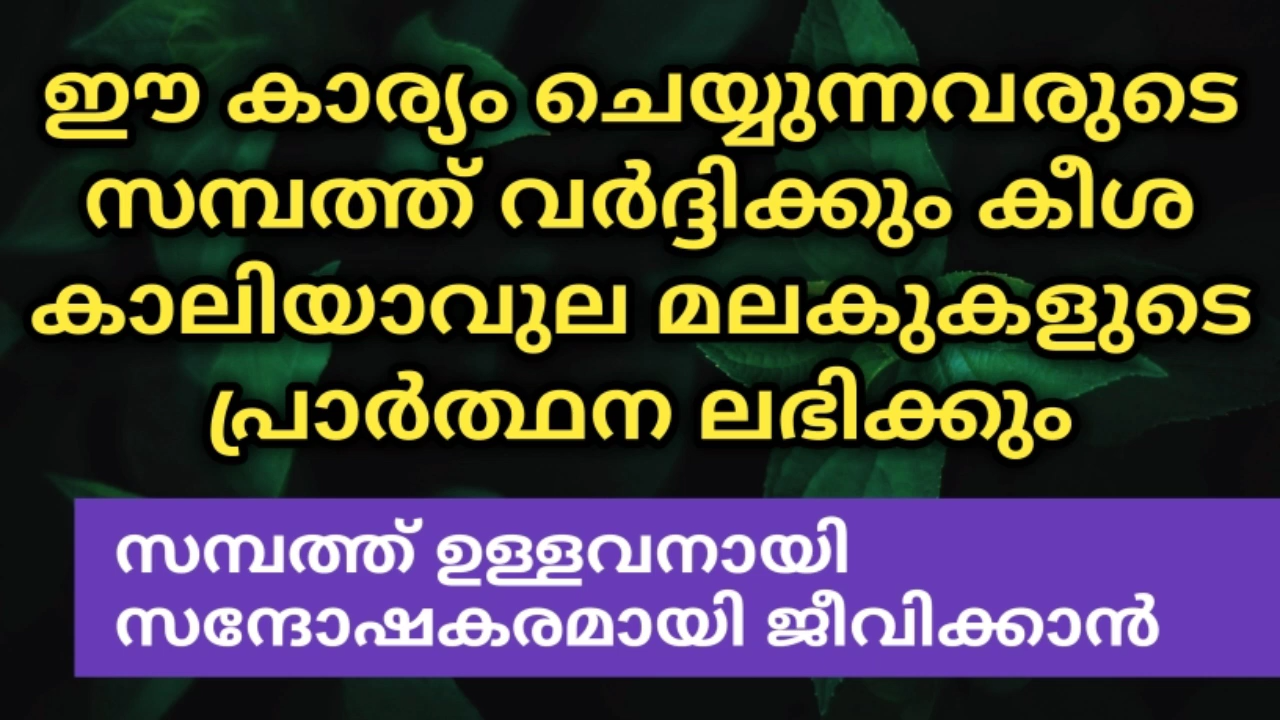 ഈ കാര്യം ചെയ്യുന്നവരുടെ
സമ്പത്ത് വർദ്ദിക്കും കീശ
കാലിയാവുല മലകുകളുടെ
പ്രാർത്ഥന ലഭിക്കും
സമ്പത്ത് ഉള്ളവനായി
സന്ദോഷകരമായി ജീവിക്കാൻ